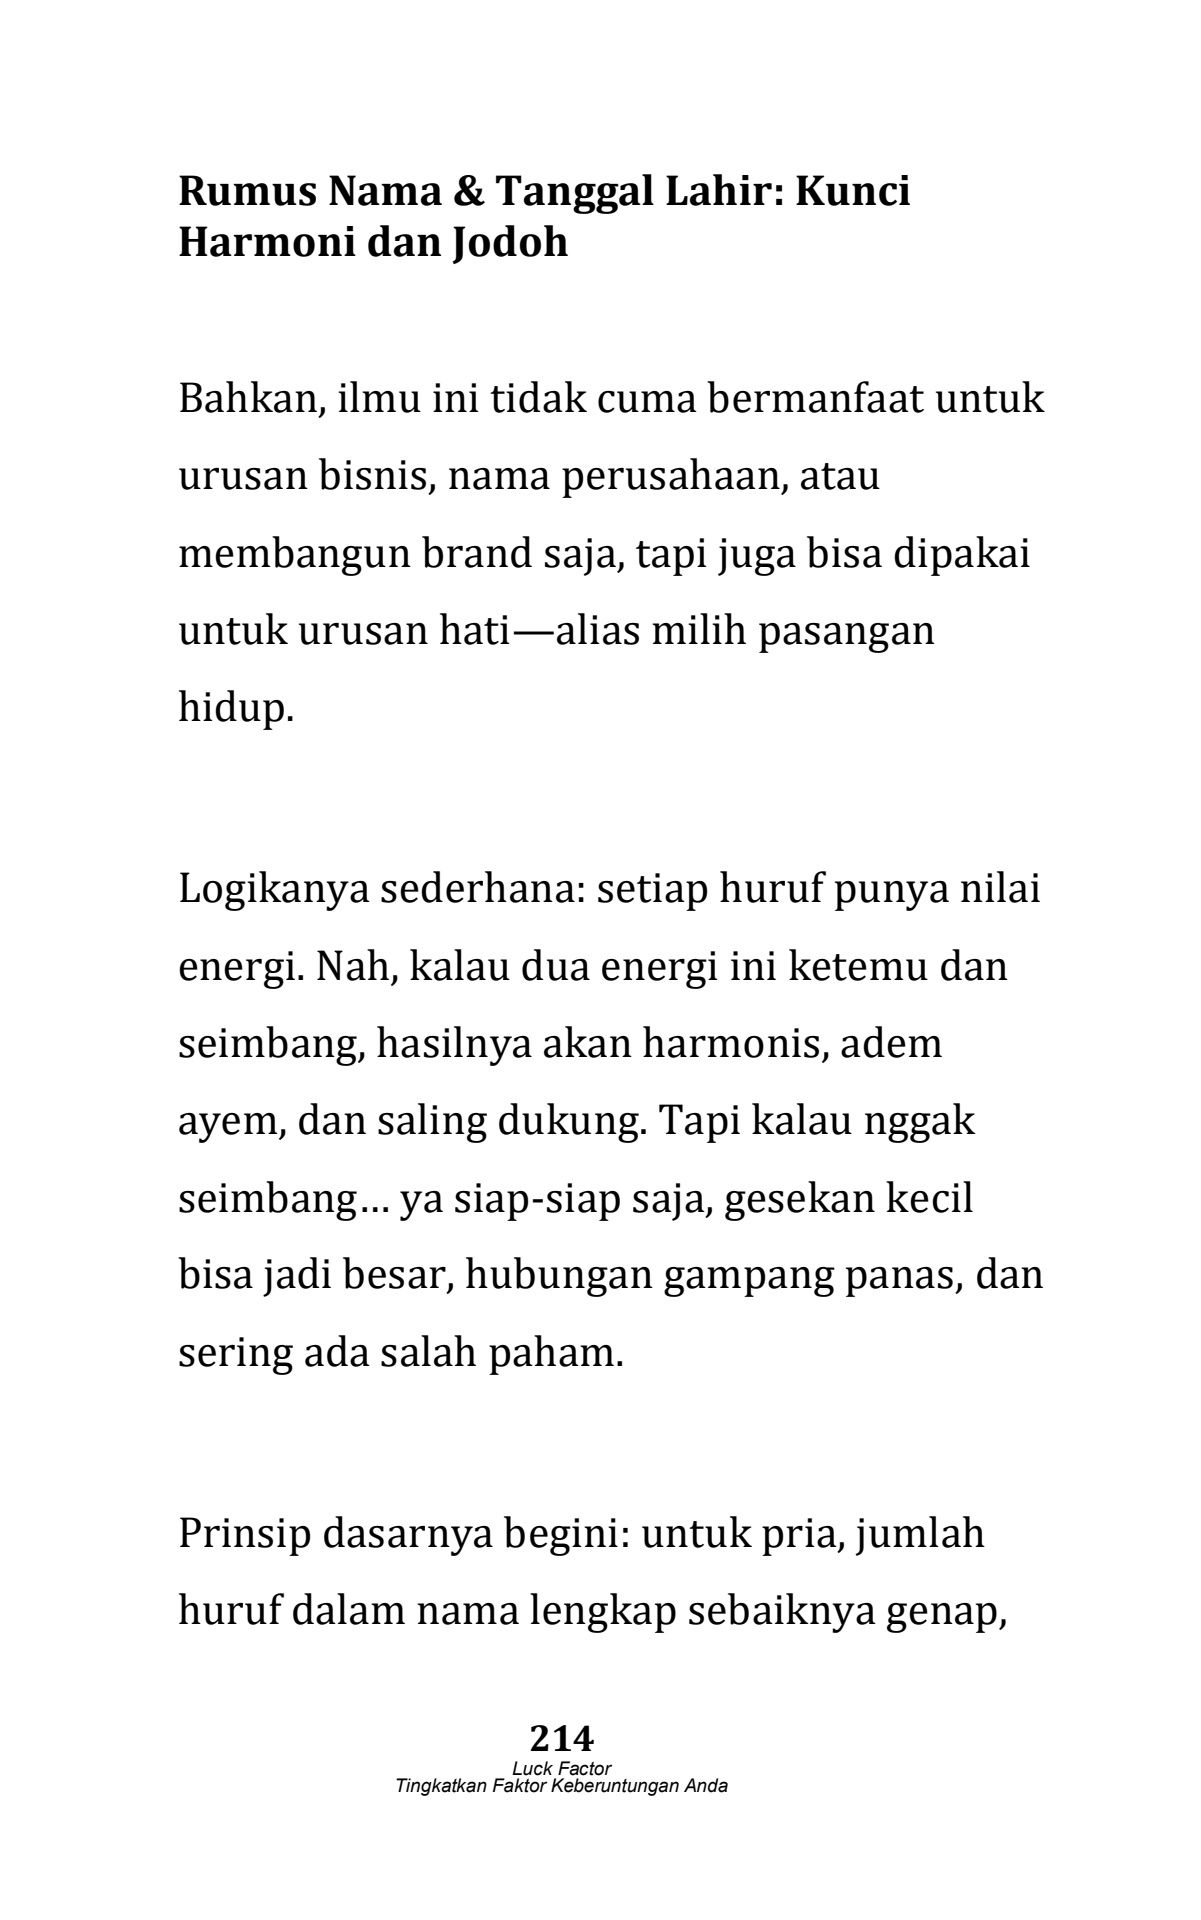 Rumus Nama & Tanggal Lahir: Kunci
Harmoni dan Jodoh
Bahkan, ilmu ini tidak cuma bermanfaat untuk
urusan bisnis, nama perusahaan, atau
membangun brand saja, tapi juga bisa dipakai
untuk urusan hati—alias milih pasangan
hidup.
Logikanya sederhana: setiap huruf punya nilai
energi. Nah, kalau dua energi ini ketemu dan
seimbang, hasilnya akan harmonis, adem
ayem, dan saling dukung. Tapi kalau nggak
seimbang… ya siap-siap saja, gesekan kecil
bisa jadi besar, hubungan gampang panas, dan
sering ada salah paham.
Prinsip dasarnya begini: untuk pria, jumlah
huruf dalam nama lengkap sebaiknya genap,
214
Luck Factor
Tingkatkan Faktor Keberuntungan Anda